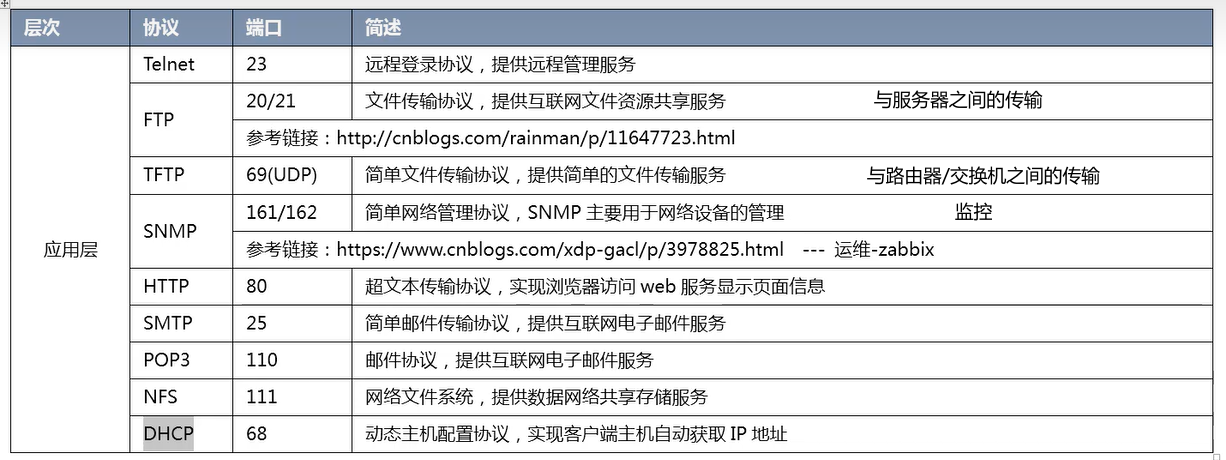 层次 协议 端口 简述
应用层
Telnet 23 远程登录协议，提供远程管理服务
FTP
20/21 文件传输协议，提供互联网文件资源共享服务 与服务器之间的传输
参考链接：http://cnblogs.com/rainman/p/11647723.html
TFTP 69(UDP) 简单文件传输协议，提供简单的文件传输服务 与路由器/交换机之间的传输
SNMP
161/162 简单网络管理协议，SNMP 主要用于网络设备的管理 监控
参考链接：https://www.cnblogs.com/xdp-gacl/p/3978825.html --- 运维-zabbix
HTTP 80 超文本传输协议，实现浏览器访问 web 服务显示页面信息
SMTP 25 简单邮件传输协议，提供互联网电子邮件服务
POP3 110 邮件协议，提供互联网电子邮件服务
NFS 111 网络文件系统，提供数据网络共享存储服务
DHCP 68 动态主机配置协议，实现客户端主机自动获取 IP 地址